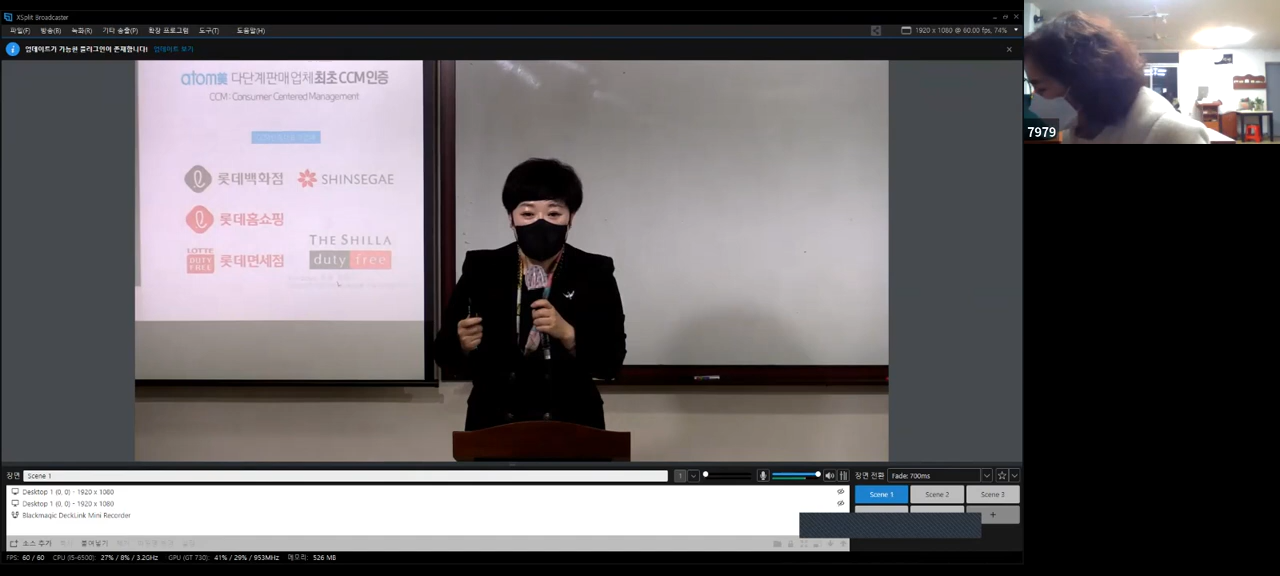 XSplit Broadcaster
파일(F) 방송(B) 녹화(R) 기타 송출(P) 확장 프로그램 도구(T) 도움말(H)
1920 x 1080 @ 60.00 fps, 74%
업데이트가 가능한 플러그인이 존재합니다! 업데이트 보기
atom美 다단계판매업체 최초 CCM 인증
CCM : Consumer Centered Management
롯데백화점 SHINSEGAE
롯데홈쇼핑
LOTTE DUTY FREE 롯데면세점
THE SHILLA
duty free
7979
장면 Scene 1
1
장면 전환 Fade: 700ms
Desktop 1 (0, 0) - 1920 x 1080
Desktop 1 (0, 0) - 1920 x 1080
Blackmagic DeckLink Mini Recorder
Scene 1 Scene 2 Scene 3
+
소스 추가 붙여넣기
FPS: 60 / 60 CPU (i5-6500): 27% / 8% / 3.2GHz GPU (GT 730): 41% / 29% / 953MHz 메모리: 526 MB